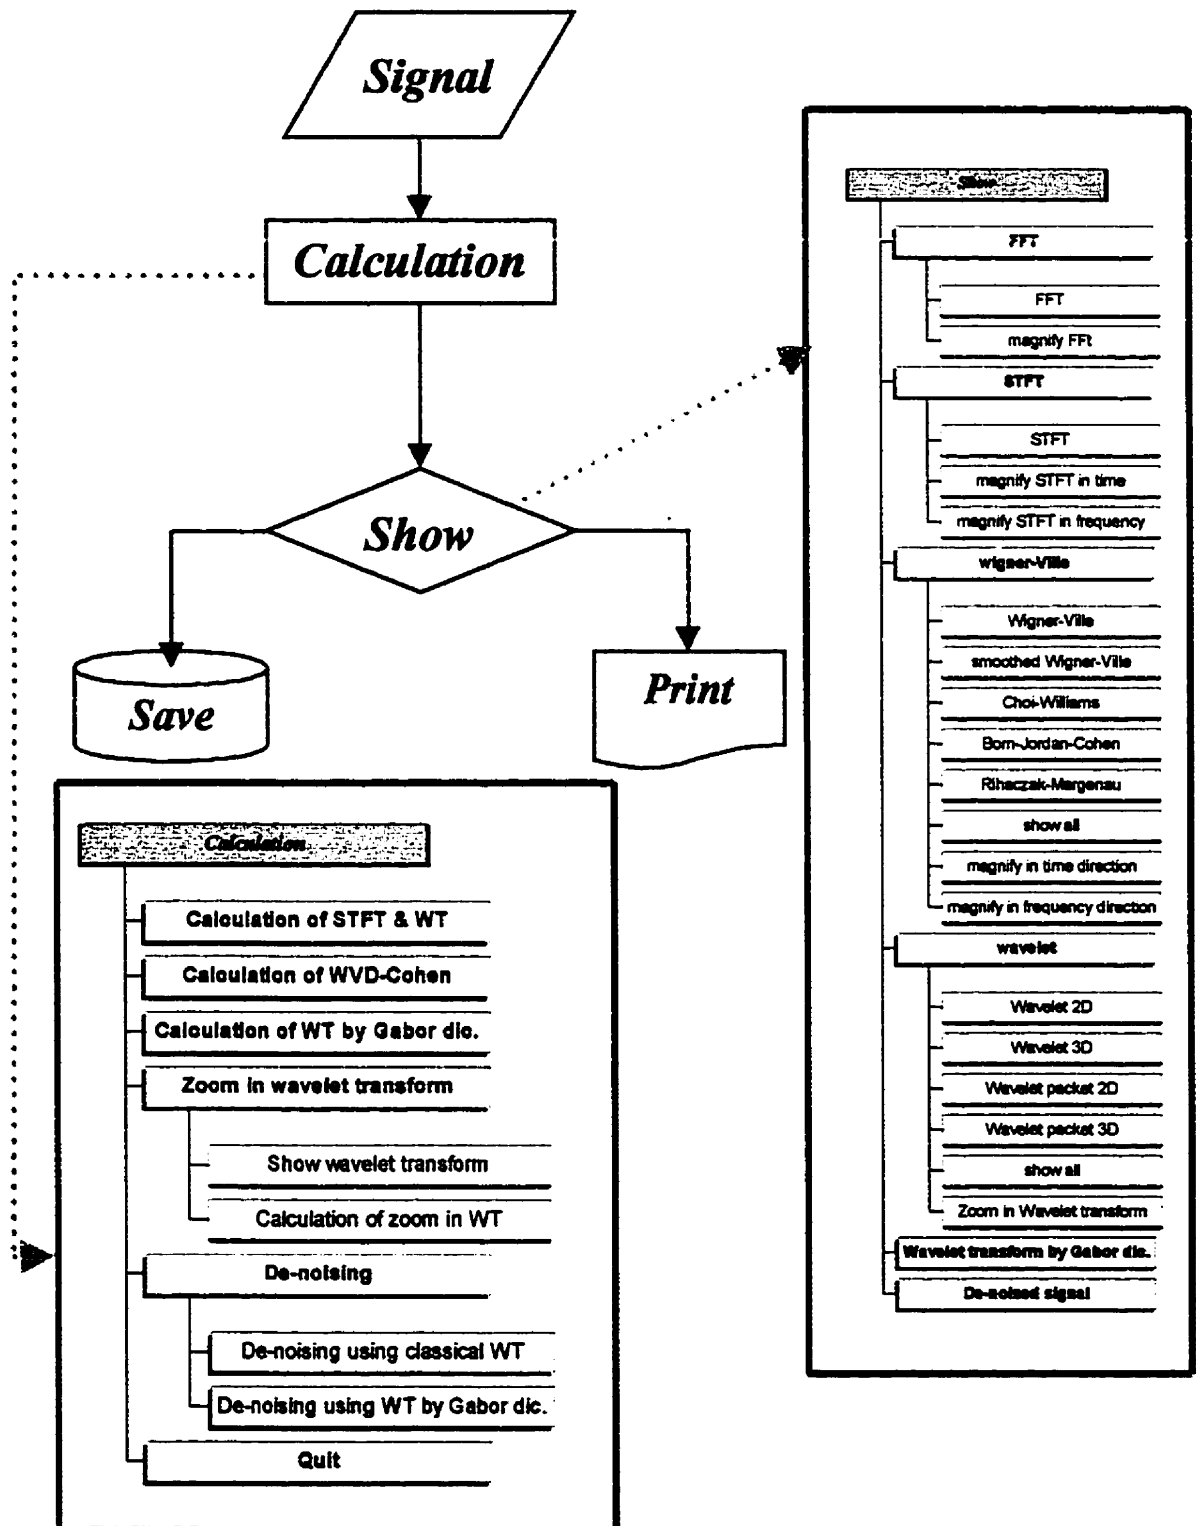 Signal
Calculation
Show
Save
Print
Calculation
Calculation of STFT & WT
Calculation of WVD-Cohen
Calculation of WT by Gabor dic.
Zoom in wavelet transform
Show wavelet transform
Calculation of zoom in WT
De-noising
De-noising using classical WT
De-noising using WT by Gabor dic.
Quit
Show
FFT
FFT
magnify FFt
STFT
STFT
magnify STFT in time
magnify STFT in frequency
wigner-Ville
Wigner-Ville
smoothed Wigner-Ville
Choi-Williams
Born-Jordan-Cohen
Rihaczak-Margenau
show all
magnify in time direction
magnify in frequency direction
wavelet
Wavelet 2D
Wavelet 3D
Wavelet packet 2D
Wavelet packet 3D
show all
Zoom in Wavelet transform
Wavelet transform by Gabor dic.
De-noised signal